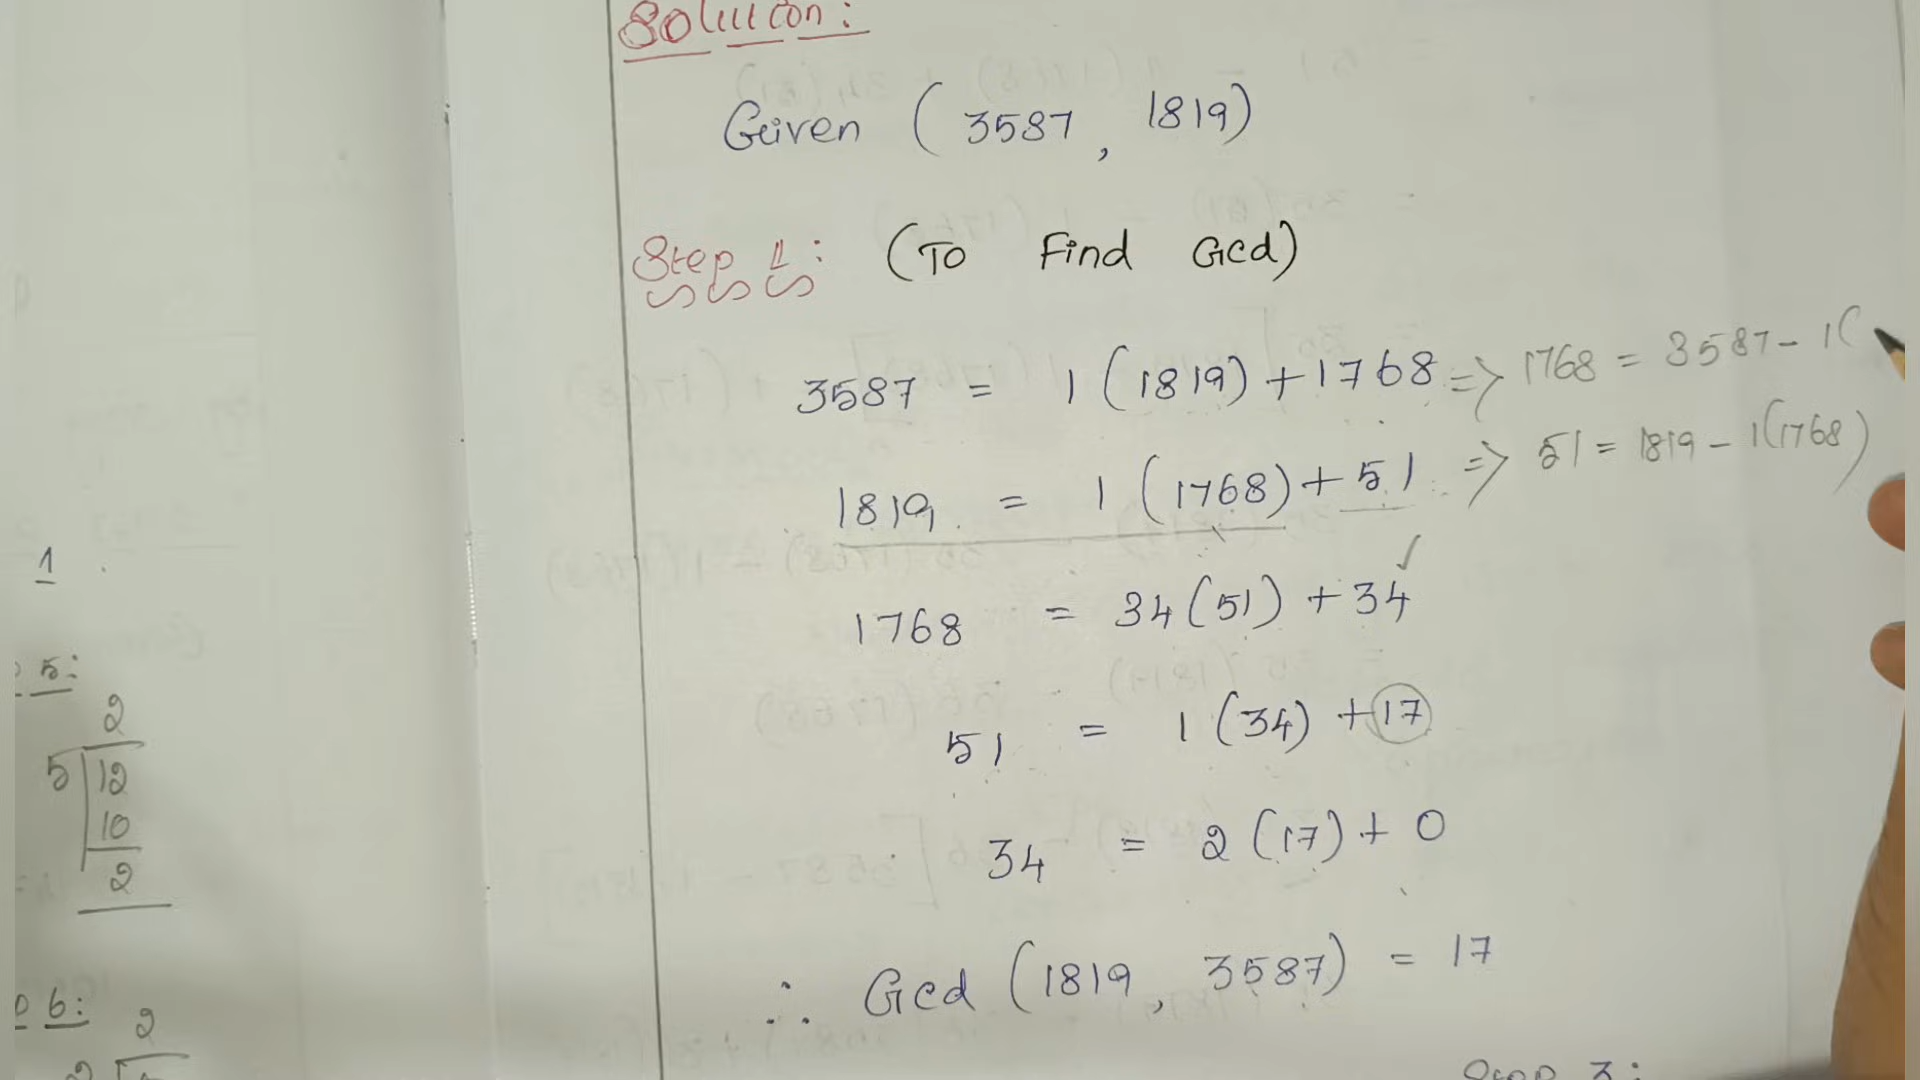 Solution:
Given (3587, 1819)
Step 1: (To Find Gcd)
3587 = 1(1819)+1768 => 1768 = 3587-1(
1819 = 1(1768)+51 => 51 = 1819-1(1768)
1768 = 34(51)+34
51 = 1(34)+17
34 = 2(17)+0
∴ Gcd (1819, 3587) = 17
1
5:
2
5 12
10
2
6:
2